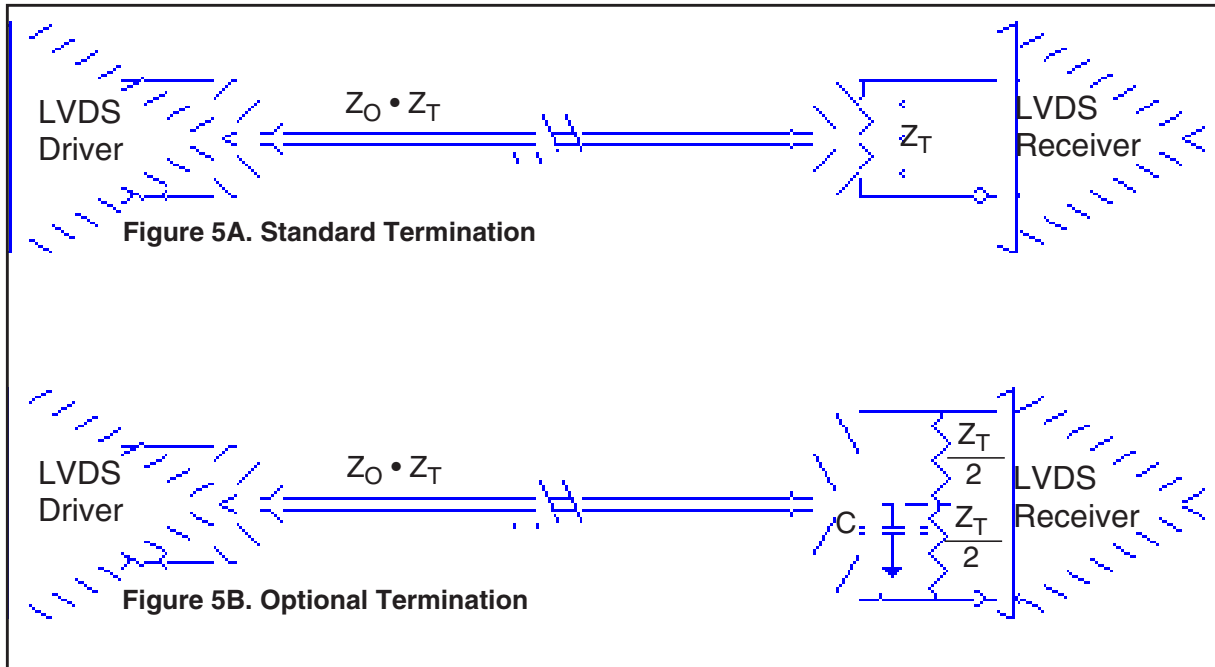 LVDS
Driver
Z_O • Z_T
Z_T
LVDS
Receiver
Figure 5A. Standard Termination
LVDS
Driver
Z_O • Z_T
C
Z_T
2
Z_T
2
LVDS
Receiver
Figure 5B. Optional Termination